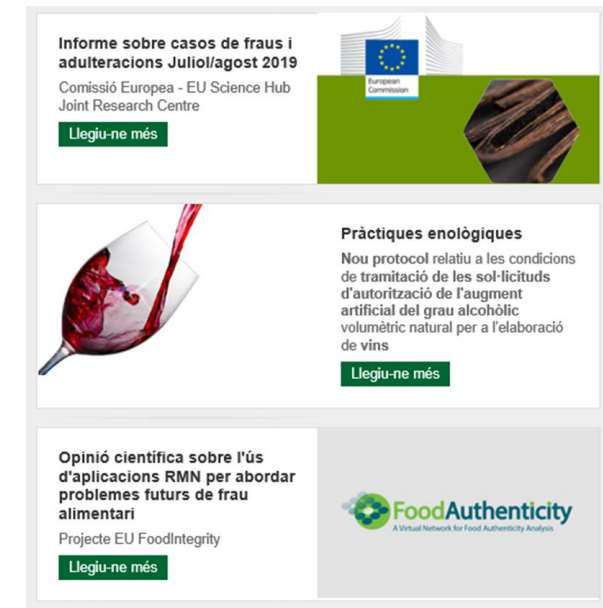 Informe sobre casos de fraus i
adulteracions Juliol/agost 2019
Comissió Europea - EU Science Hub
Joint Research Centre
Llegiu-ne més
European
Commission
Pràctiques enològiques
Nou protocol relatiu a les condicions
de tramitació de les sol·licituds
d'autorització de l'augment
artificial del grau alcohòlic
volumètric natural per a l'elaboració
de vins
Llegiu-ne més
Opinió científica sobre l'ús
d'aplicacions RMN per abordar
problemes futurs de frau
alimentari
Projecte EU FoodIntegrity
Llegiu-ne més
FoodAuthenticity
A Virtual Network for Food Authenticity Analysis